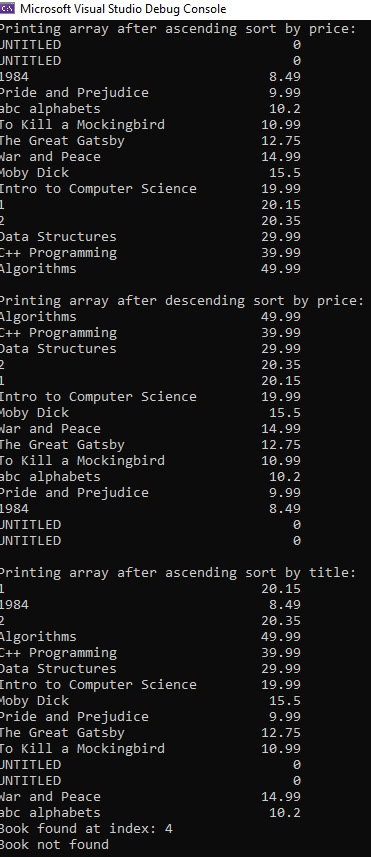 Microsoft Visual Studio Debug Console
Printing array after ascending sort by price:
UNTITLED 0
UNTITLED 0
1984 8.49
Pride and Prejudice 9.99
abc alphabets 10.2
To Kill a Mockingbird 10.99
The Great Gatsby 12.75
War and Peace 14.99
Moby Dick 15.5
Intro to Computer Science 19.99
1 20.15
2 20.35
Data Structures 29.99
C++ Programming 39.99
Algorithms 49.99

Printing array after descending sort by price:
Algorithms 49.99
C++ Programming 39.99
Data Structures 29.99
2 20.35
1 20.15
Intro to Computer Science 19.99
Moby Dick 15.5
War and Peace 14.99
The Great Gatsby 12.75
To Kill a Mockingbird 10.99
abc alphabets 10.2
Pride and Prejudice 9.99
1984 8.49
UNTITLED 0
UNTITLED 0

Printing array after ascending sort by title:
1 20.15
1984 8.49
2 20.35
Algorithms 49.99
C++ Programming 39.99
Data Structures 29.99
Intro to Computer Science 19.99
Moby Dick 15.5
Pride and Prejudice 9.99
The Great Gatsby 12.75
To Kill a Mockingbird 10.99
UNTITLED 0
UNTITLED 0
War and Peace 14.99
abc alphabets 10.2
Book found at index: 4
Book not found